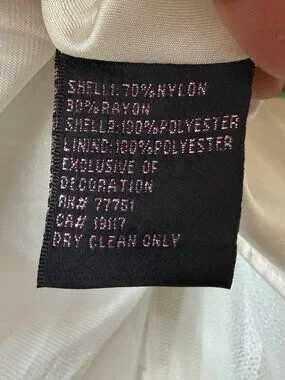 SHELL1: 70%NYLON
30%RAYON
SHELL2:100%POLYESTER
LINING:100%POLYESTER
EXCLUSIVE OF
DECORATION
RN# 77751
CA# 19117
DRY CLEAN ONLY